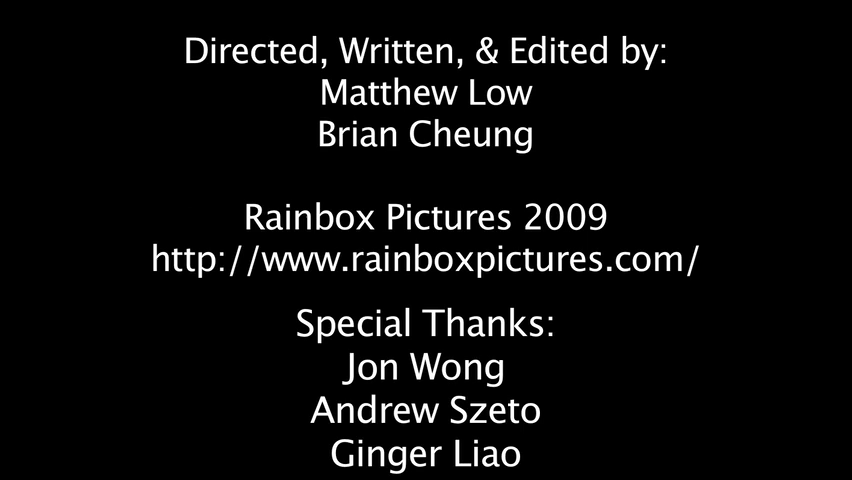 Directed, Written, & Edited by:
Matthew Low
Brian Cheung
Rainbox Pictures 2009
http://www.rainboxpictures.com/
Special Thanks:
Jon Wong
Andrew Szeto
Ginger Liao